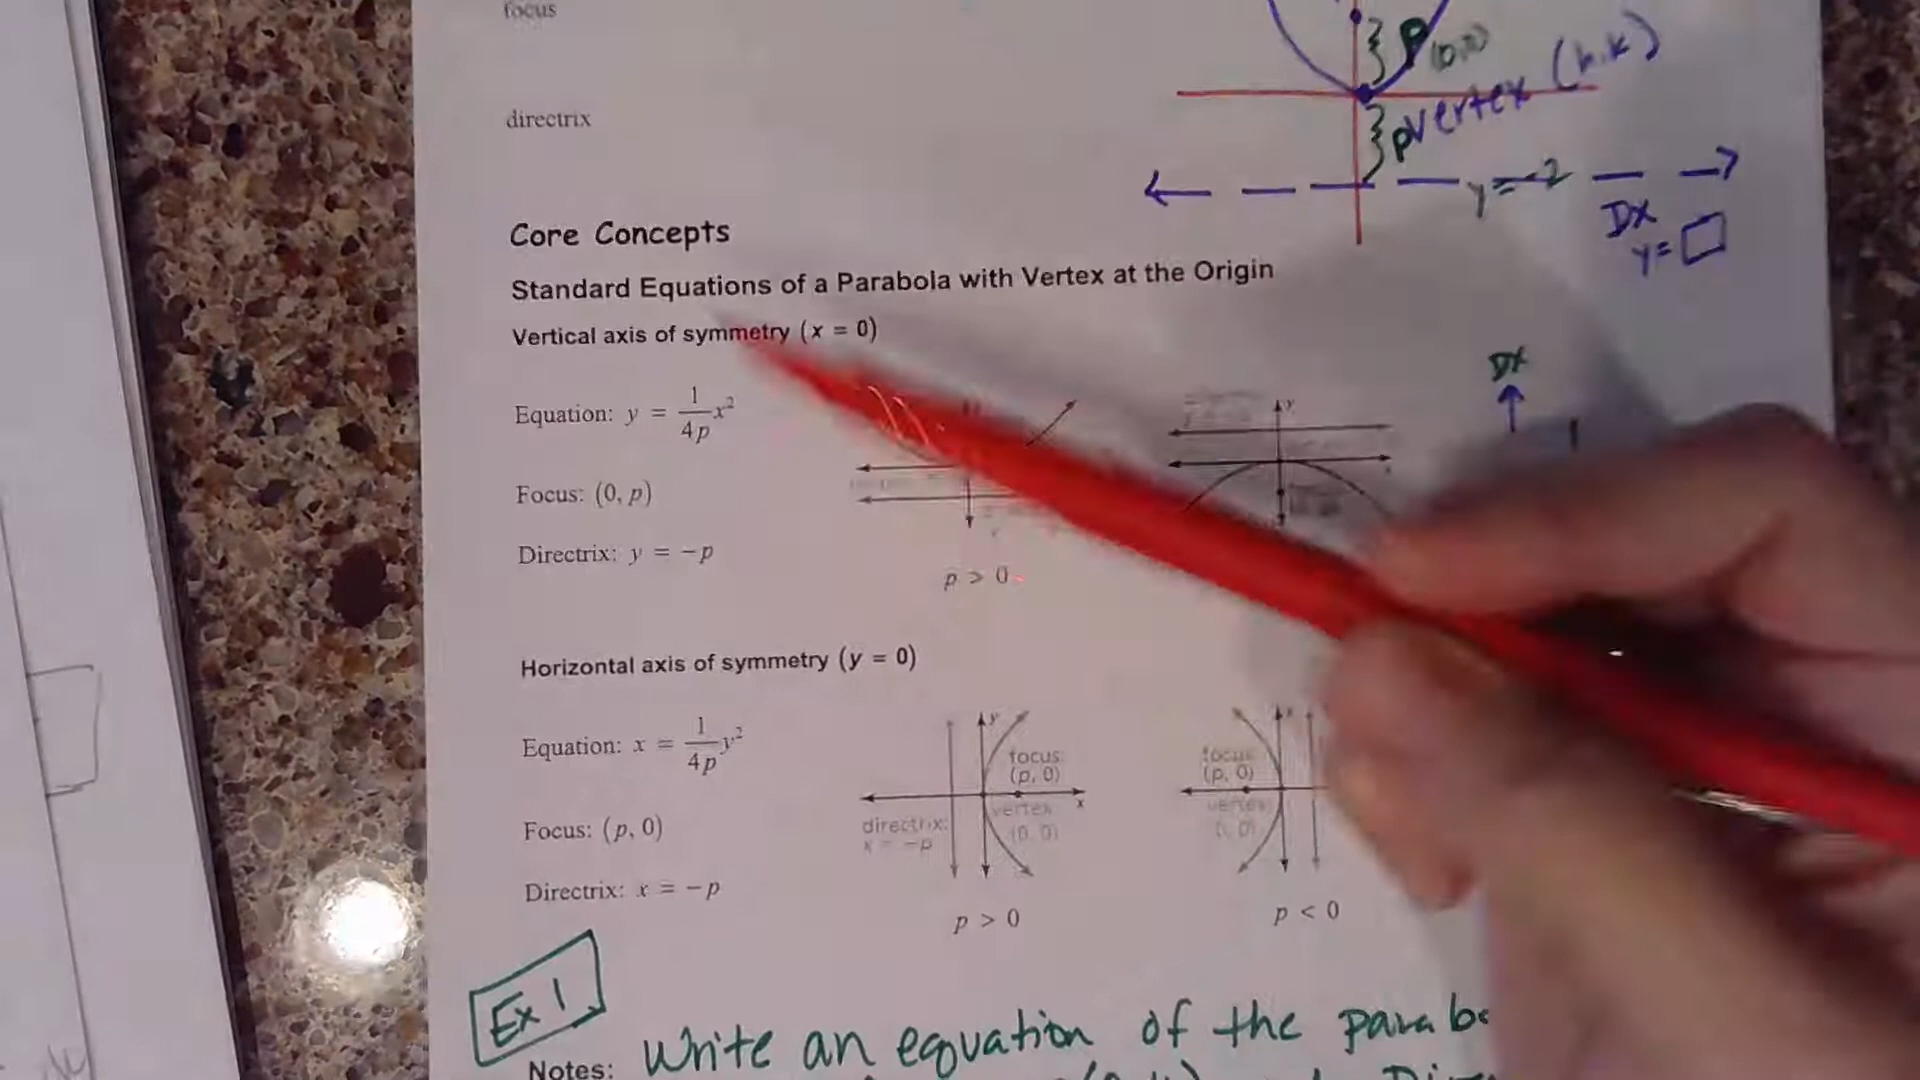 focus
p (0,0)
directrix
p vertex (h,k)
y=-2
DX
y=
Core Concepts
Standard Equations of a Parabola with Vertex at the Origin
Vertical axis of symmetry (x = 0)
DX
Equation: y = 1/4p x²
y
Focus: (0, p)
Directrix: y = −p
p > 0
Horizontal axis of symmetry (y = 0)
Equation: x = 1/4p y²
y
focus: (p, 0)
focus: (p, 0)
x
vertex (0, 0)
vertex
directrix: x = −p
Focus: (p, 0)
Directrix: x = −p
p > 0
p < 0
Ex 1
Notes: Write an equation of the